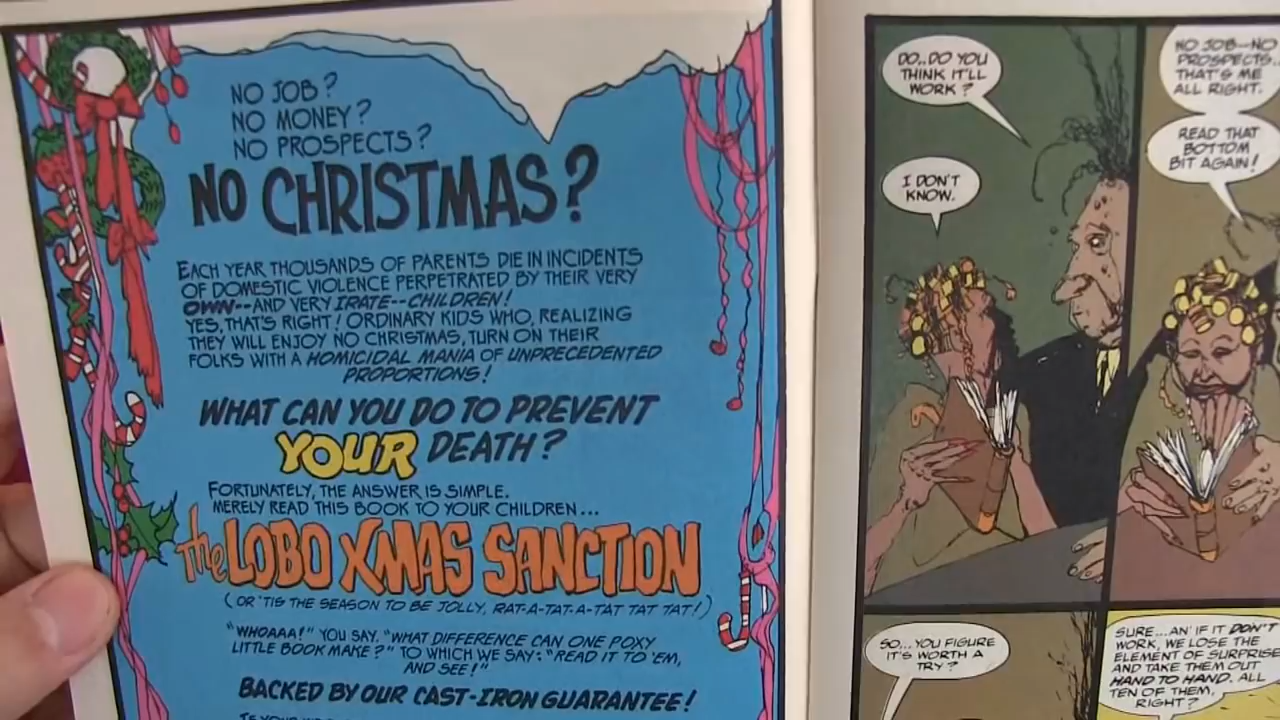 NO JOB?
NO MONEY?
NO PROSPECTS?
NO CHRISTMAS?
EACH YEAR THOUSANDS OF PARENTS DIE IN INCIDENTS
OF DOMESTIC VIOLENCE PERPETRATED BY THEIR VERY
OWN--AND VERY IRATE--CHILDREN!
YES, THAT'S RIGHT! ORDINARY KIDS WHO, REALIZING
THEY WILL ENJOY NO CHRISTMAS, TURN ON THEIR
FOLKS WITH A HOMICIDAL MANIA OF UNPRECEDENTED
PROPORTIONS!
WHAT CAN YOU DO TO PREVENT
YOUR DEATH?
FORTUNATELY, THE ANSWER IS SIMPLE.
MERELY READ THIS BOOK TO YOUR CHILDREN...
the LOBO XMAS SANCTION
(OR 'TIS THE SEASON TO BE JOLLY, RAT-A-TAT-A-TAT TAT TAT!)
"WHOAAA!" YOU SAY. "WHAT DIFFERENCE CAN ONE POXY
LITTLE BOOK MAKE?" TO WHICH WE SAY: "READ IT TO 'EM,
AND SEE!"
BACKED BY OUR CAST-IRON GUARANTEE!
DO..DO YOU
THINK IT'LL
WORK?
I DON'T
KNOW.
NO JOB--NO
PROSPECTS..
THAT'S ME
ALL RIGHT.
READ THAT
BOTTOM
BIT AGAIN!
SO...YOU FIGURE
IT'S WORTH A
TRY?
SURE...AN' IF IT DON'T
WORK, WE LOSE THE
ELEMENT OF SURPRISE
AND TAKE THEM OUT
HAND TO HAND. ALL
TEN OF THEM,
RIGHT?